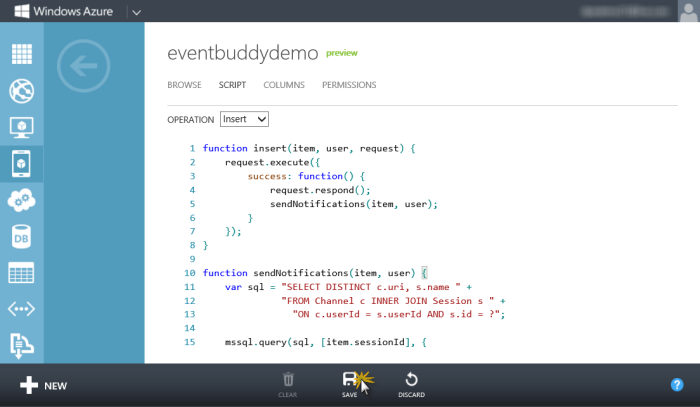 Windows Azure
eventbuddydemo preview
BROWSE SCRIPT COLUMNS PERMISSIONS
OPERATION Insert
1 function insert(item, user, request) {
2 request.execute({
3 success: function() {
4 request.respond();
5 sendNotifications(item, user);
6 }
7 });
8 }
9
10 function sendNotifications(item, user) {
11 var sql = "SELECT DISTINCT c.uri, s.name " +
12 "FROM Channel c INNER JOIN Session s " +
13 "ON c.userId = s.userId AND s.id = ?";
14
15 mssql.query(sql, [item.sessionId], {
DB
NEW
CLEAR
SAVE
DISCARD
?